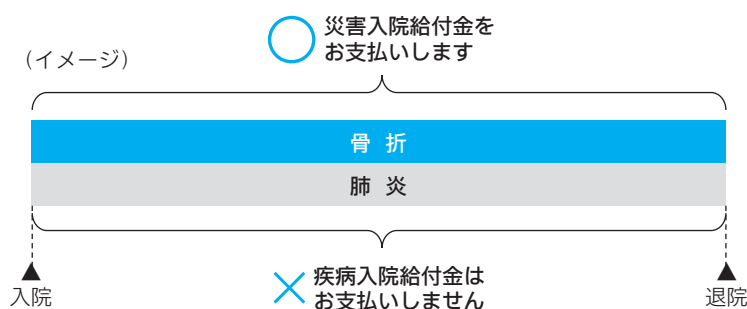 災害入院給付金を
お支払いします
(イメージ)
骨 折
肺 炎
入院
疾病入院給付金は
お支払いしません
退院